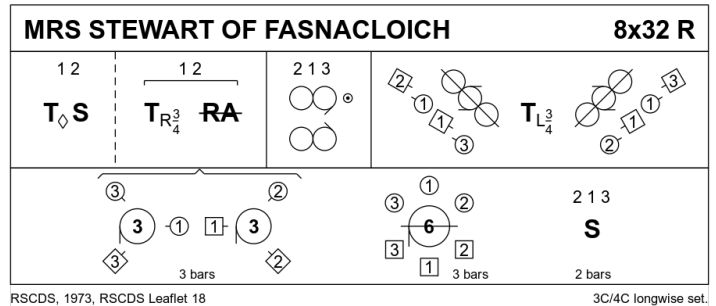 MRS STEWART OF FASNACLOICH 8x32 R
1 2 1 2 2 1 3
T S T R 3/4 RA
2 1 1 3 T L 3/4 3 1 1 2
3 2 3 1 2
3 1 1 3 6 2 1 3
S
3 2 3 2
1
3 bars 3 bars 2 bars
RSCDS, 1973, RSCDS Leaflet 18 3C/4C longwise set.